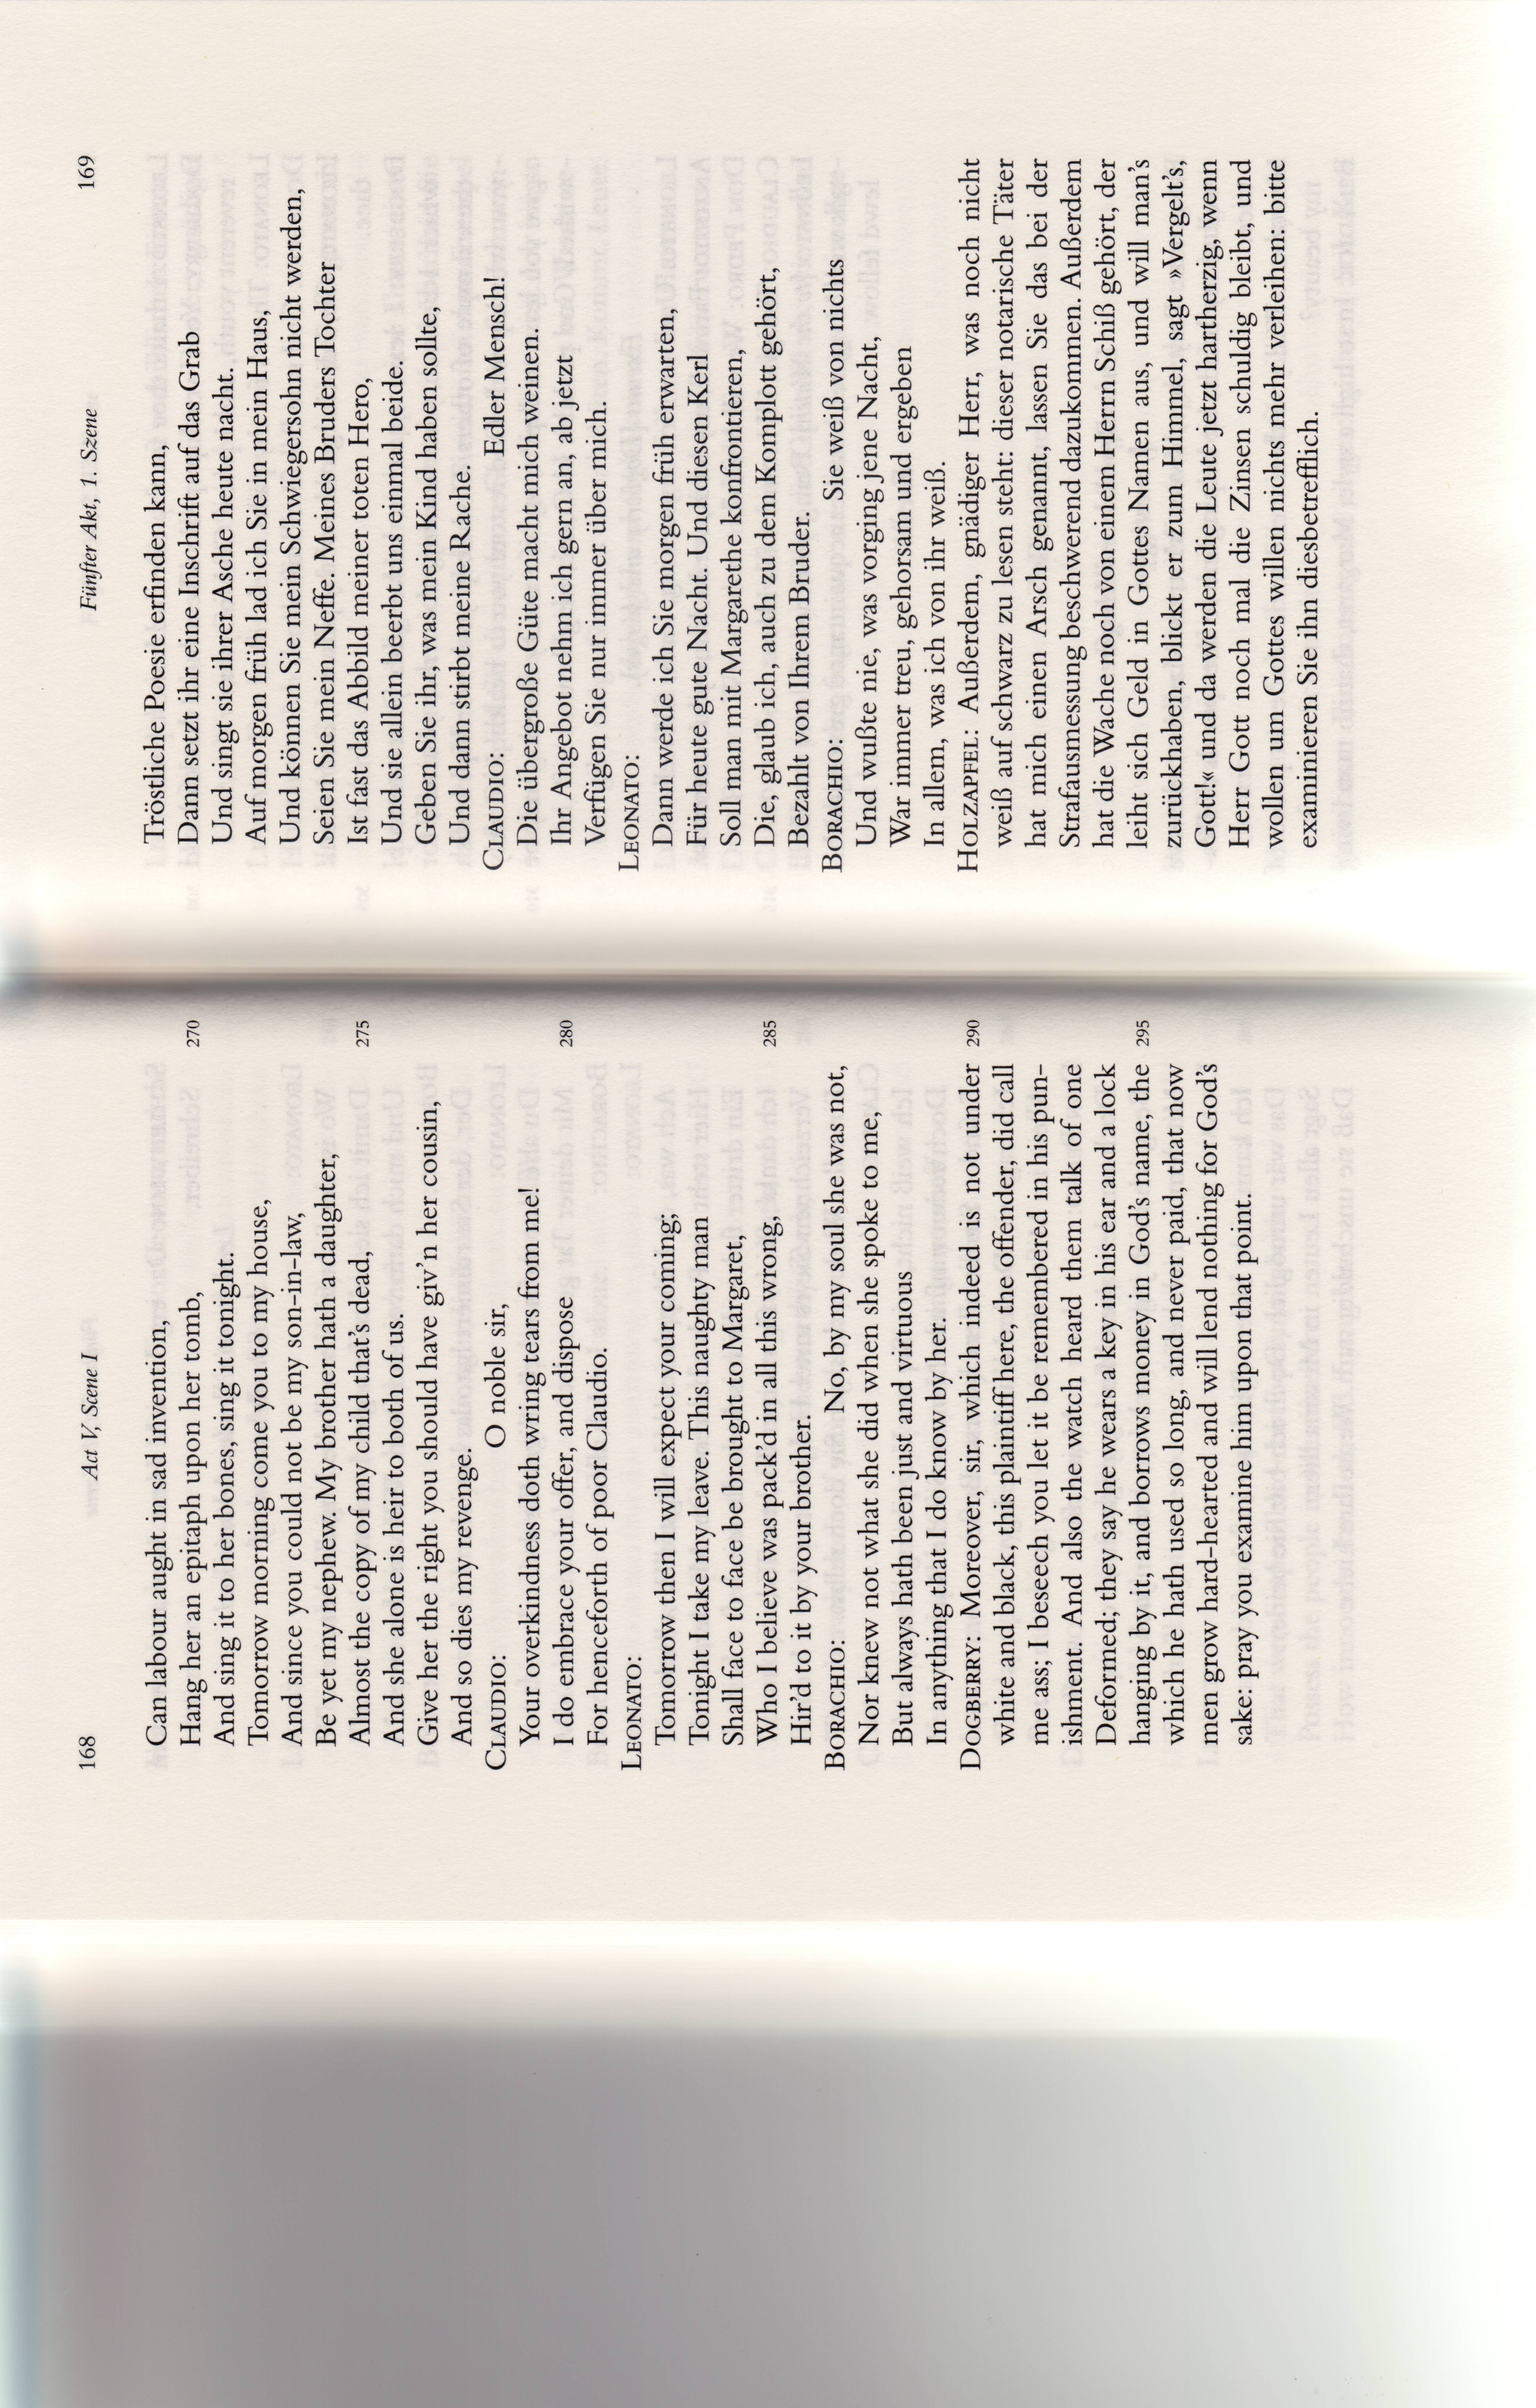 168
Act V, Scene I
Can labour aught in sad invention,
Hang her an epitaph upon her tomb, 270
And sing it to her bones, sing it tonight.
Tomorrow morning come you to my house,
And since you could not be my son-in-law,
Be yet my nephew. My brother hath a daughter,
Almost the copy of my child that's dead, 275
And she alone is heir to both of us.
Give her the right you should have giv'n her cousin,
And so dies my revenge.
CLAUDIO: O noble sir,
Your overkindness doth wring tears from me!
I do embrace your offer, and dispose 280
For henceforth of poor Claudio.
LEONATO:
Tomorrow then I will expect your coming;
Tonight I take my leave. This naughty man
Shall face to face be brought to Margaret,
Who I believe was pack'd in all this wrong, 285
Hir'd to it by your brother.
BORACHIO: No, by my soul she was not,
Nor knew not what she did when she spoke to me,
But always hath been just and virtuous
In anything that I do know by her.
DOGBERRY: Moreover, sir, which indeed is not under 290
white and black, this plaintiff here, the offender, did call
me ass; I beseech you let it be remembered in his pun-
ishment. And also the watch heard them talk of one
Deformed; they say he wears a key in his ear and a lock
hanging by it, and borrows money in God's name, the 295
which he hath used so long, and never paid, that now
men grow hard-hearted and will lend nothing for God's
sake: pray you examine him upon that point.
Fünfter Akt, 1. Szene
169
Tröstliche Poesie erfinden kann,
Dann setzt ihr eine Inschrift auf das Grab
Und singt sie ihrer Asche heute nacht.
Auf morgen früh lad ich Sie in mein Haus,
Und können Sie mein Schwiegersohn nicht werden,
Seien Sie mein Neffe. Meines Bruders Tochter
Ist fast das Abbild meiner toten Hero,
Und sie allein beerbt uns einmal beide.
Geben Sie ihr, was mein Kind haben sollte,
Und dann stirbt meine Rache.
CLAUDIO: Edler Mensch!
Die übergroße Güte macht mich weinen.
Ihr Angebot nehm ich gern an, ab jetzt
Verfügen Sie nur immer über mich.
LEONATO:
Dann werde ich Sie morgen früh erwarten,
Für heute gute Nacht. Und diesen Kerl
Soll man mit Margarethe konfrontieren,
Die, glaub ich, auch zu dem Komplott gehört,
Bezahlt von Ihrem Bruder.
BORACHIO: Sie weiß von nichts
Und wußte nie, was vorging jene Nacht,
War immer treu, gehorsam und ergeben
In allem, was ich von ihr weiß.
HOLZAPFEL: Außerdem, gnädiger Herr, was noch nicht
weiß auf schwarz zu lesen steht: dieser notarische Täter
hat mich einen Arsch genannt, lassen Sie das bei der
Strafausmessung beschwerend dazukommen. Außerdem
hat die Wache noch von einem Herrn Schiß gehört, der
leiht sich Geld in Gottes Namen aus, und will man's
zurückhaben, blickt er zum Himmel, sagt »Vergelt's,
Gott!« und da werden die Leute jetzt hartherzig, wenn
Herr Gott noch mal die Zinsen schuldig bleibt, und
wollen um Gottes willen nichts mehr verleihen: bitte
examinieren Sie ihn diesbetrefflich.